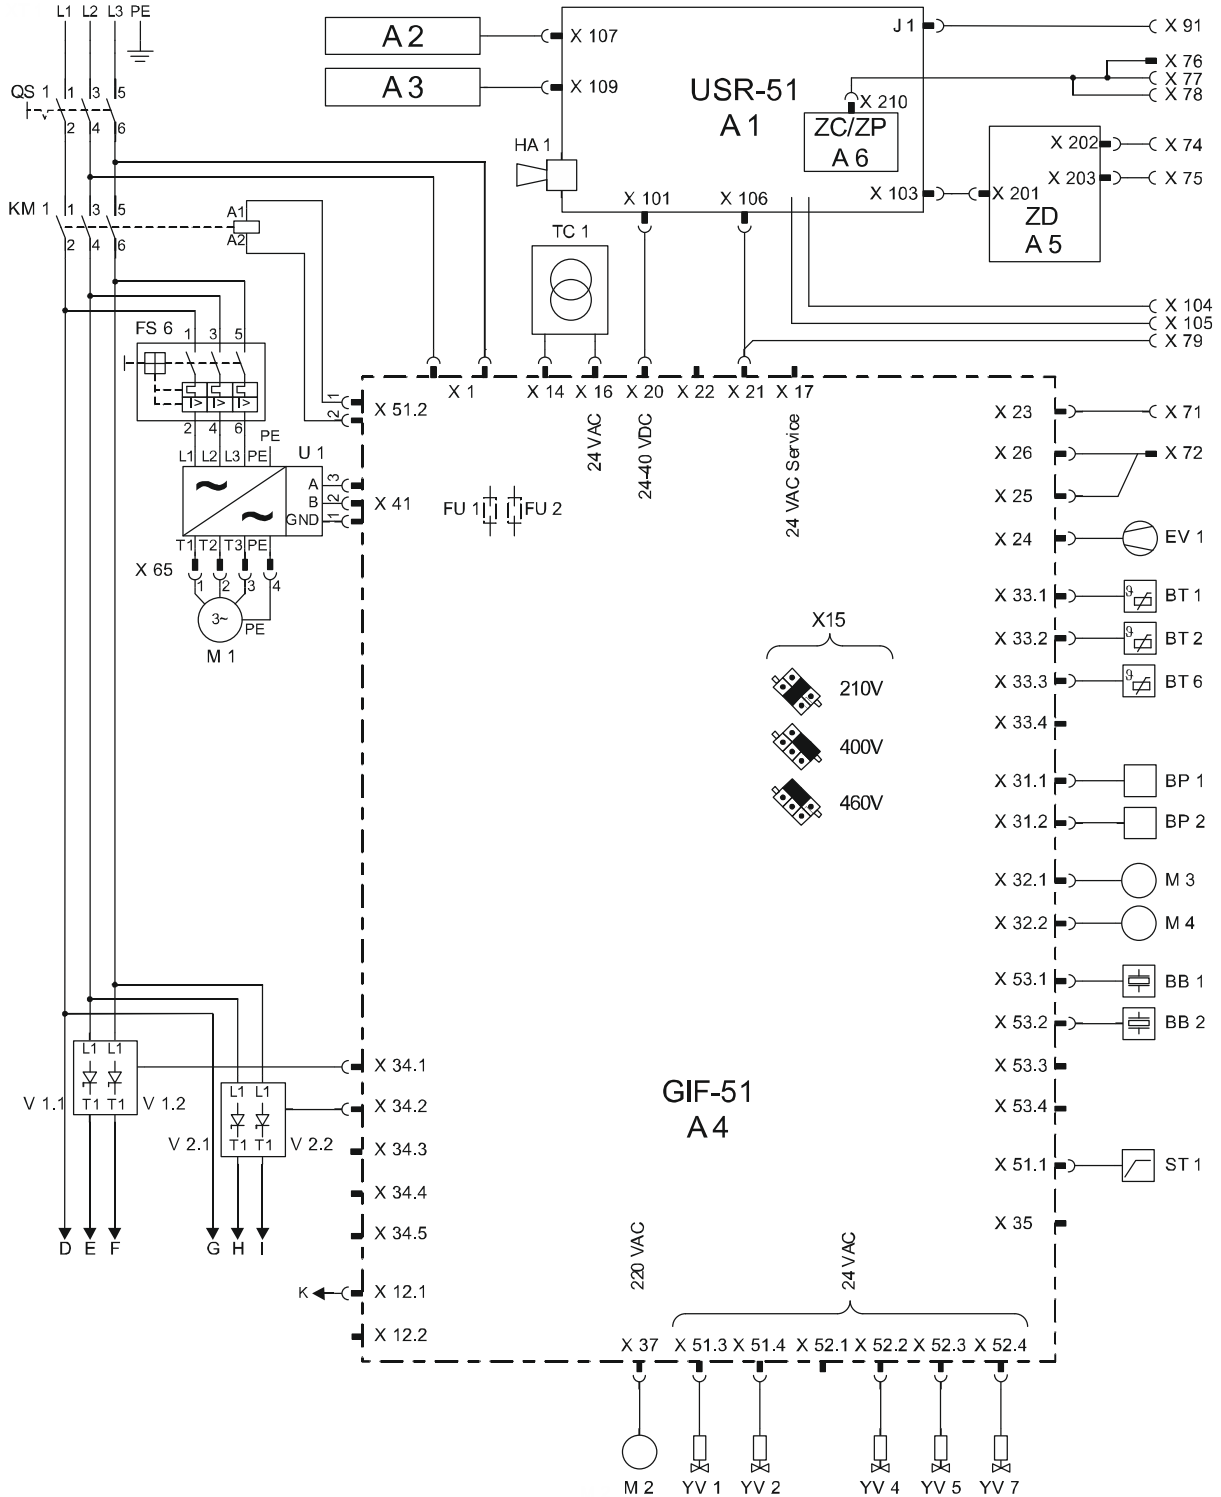 L1 L2 L3 PE
QS 1
1 3 5
2 4 6
KM 1
1 3 5
2 4 6
A1
A2
A 2
A 3
X 107
X 109
HA 1
USR-51
A 1
J 1
X 91
X 76
X 77
X 78
X 210
ZC/ZP
A 6
X 202
X 74
X 203
X 75
X 103
X 201
ZD
A 5
X 101
X 106
TC 1
X 104
X 105
X 79
FS 6
1 3 5
I> I> I>
2 4 6
PE
L1 L2 L3 PE
U 1
A
B
GND
3
2
1
T1 T2 T3 PE
X 65
1 2 3 4
3~
PE
M 1
1
2
X 51.2
X 41
X 1
X 14
X 16
X 20
X 22
X 21
X 17
24 VAC
24-40 VDC
24 VAC Service
FU 1
FU 2
X15
210V
400V
460V
X 23
X 71
X 26
X 72
X 25
X 24
EV 1
X 33.1
ϑ
BT 1
X 33.2
ϑ
BT 2
X 33.3
ϑ
BT 6
X 33.4
X 31.1
BP 1
X 31.2
BP 2
X 32.1
M 3
X 32.2
M 4
X 53.1
BB 1
X 53.2
BB 2
X 53.3
X 53.4
X 51.1
ST 1
X 35
GIF-51
A 4
L1 L1
T1 T1
V 1.1
V 1.2
L1 L1
T1 T1
V 2.1
V 2.2
X 34.1
X 34.2
X 34.3
X 34.4
X 34.5
D E F G H I
K
X 12.1
X 12.2
220 VAC
24 VAC
X 37 X 51.3 X 51.4 X 52.1 X 52.2 X 52.3 X 52.4
M 2 YV 1 YV 2 YV 4 YV 5 YV 7